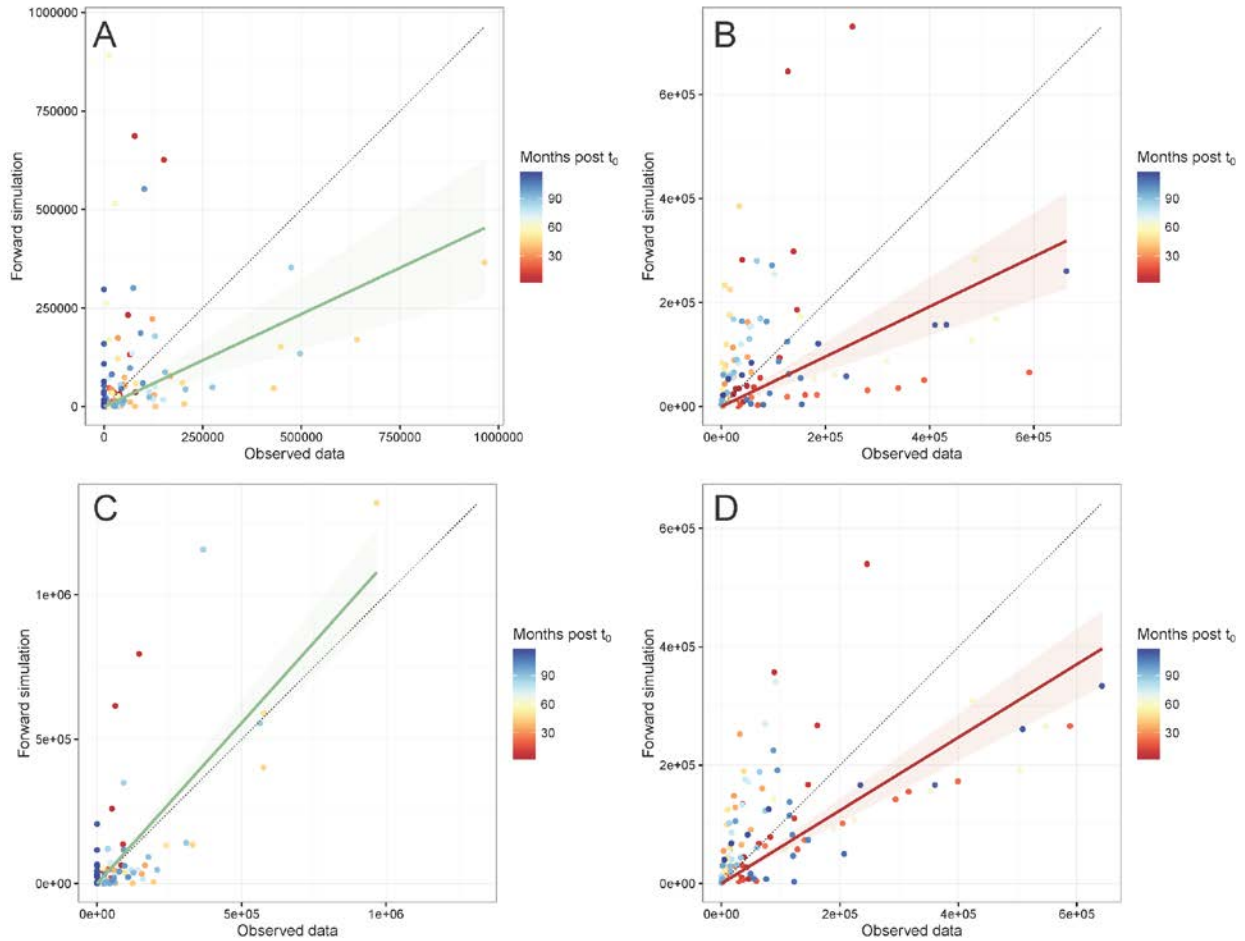 A
1000000
750000
500000
250000
0
Forward simulation
0
250000
500000
750000
1000000
Observed data
Months post t0
90
60
30
B
6e+05
4e+05
2e+05
0e+00
Forward simulation
0e+00
2e+05
4e+05
6e+05
Observed data
Months post t0
90
60
30
C
1e+06
5e+05
0e+00
Forward simulation
0e+00
5e+05
1e+06
Observed data
Months post t0
90
60
30
D
6e+05
4e+05
2e+05
0e+00
Forward simulation
0e+00
2e+05
4e+05
6e+05
Observed data
Months post t0
90
60
30